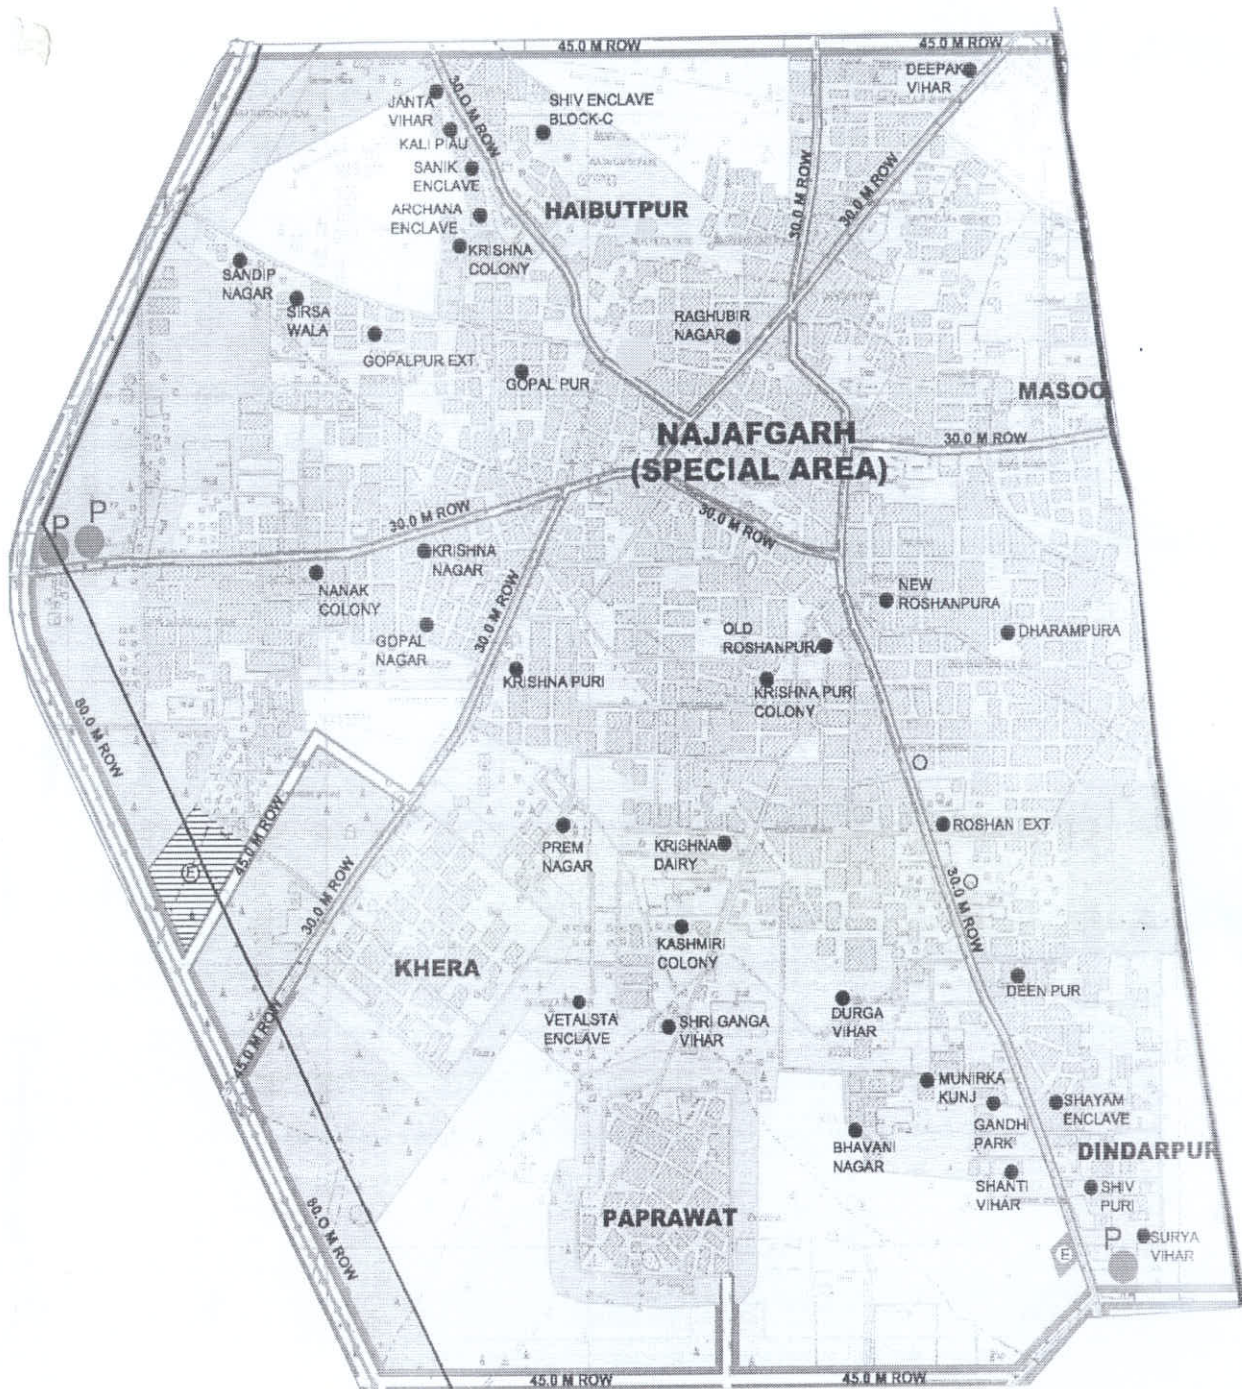 45.0 M ROW
45.0 M ROW
DEEPAK
VIHAR
30.0 M ROW
JANTA
VIHAR
SHIV ENCLAVE
BLOCK-C
KALI PIAU
SANIK
ENCLAVE
30.0 M ROW
30.0 M ROW
ARCHANA
ENCLAVE
HAIBUTPUR
KRISHNA
COLONY
SANDIP
NAGAR
SIRSA
WALA
RAGHUBIR
NAGAR
GOPALPUR EXT.
GOPAL PUR
MASOO
NAJAFGARH
(SPECIAL AREA)
30.0 M ROW
30.0 M ROW
30.0 M ROW
P
P
KRISHNA
NAGAR
NANAK
COLONY
30.0 M ROW
NEW
ROSHANPURA
GOPAL
NAGAR
OLD
ROSHANPURA
DHARAMPURA
KRISHNA PURI
KRISHNA PURI
COLONY
80.0 M ROW
45.0 M ROW
PREM
NAGAR
KRISHNA
DAIRY
ROSHAN EXT.
E
30.0 M ROW
30.0 M ROW
KASHMIRI
COLONY
KHERA
DEEN PUR
VETALSTA
ENCLAVE
SHRI GANGA
VIHAR
DURGA
VIHAR
45.0 M ROW
MUNIRKA
KUNJ
GANDHI
PARK
SHAYAM
ENCLAVE
BHAVANI
NAGAR
DINDARPUR
SHANTI
VIHAR
SHIV
PURI
80.0 M ROW
PAPRAWAT
P
SURYA
VIHAR
E
45.0 M ROW
45.0 M ROW